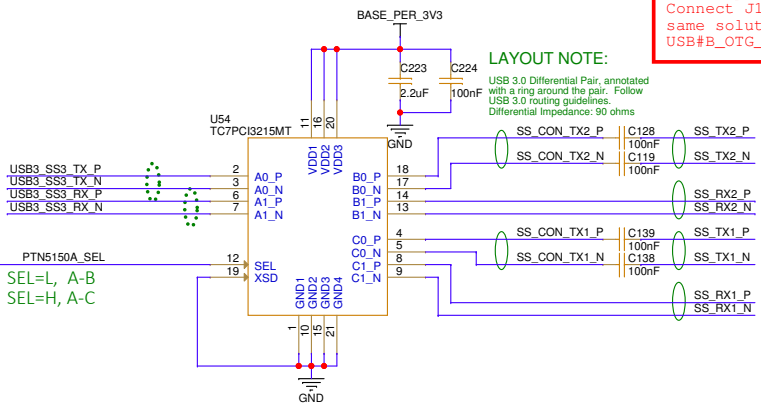 Connect J1
same solut
USB#B_OTG_
BASE_PER_3V3
LAYOUT NOTE:
USB 3.0 Differential Pair, annotated
with a ring around the pair. Follow
USB 3.0 routing guidelines.
Differential Impedance: 90 ohms
C223
2.2uF
C224
100nF
GND
U54
TC7PCI3215MT
11
16
20
VDD1
VDD2
VDD3
USB3_SS3_TX_P
2
A0_P
USB3_SS3_TX_N
3
A0_N
USB3_SS3_RX_P
6
A1_P
USB3_SS3_RX_N
7
A1_N
PTN5150A_SEL
12
SEL
19
XSD
SEL=L, A-B
SEL=H, A-C
B0_P
18
B0_N
17
B1_P
14
B1_N
13
C0_P
4
C0_N
5
C1_P
8
C1_N
9
SS_CON_TX2_P
C128
100nF
SS_TX2_P
SS_CON_TX2_N
C119
100nF
SS_TX2_N
SS_RX2_P
SS_RX2_N
SS_CON_TX1_P
C139
100nF
SS_TX1_P
SS_CON_TX1_N
C138
100nF
SS_TX1_N
SS_RX1_P
SS_RX1_N
GND1
GND2
GND3
GND4
1
10
15
21
GND